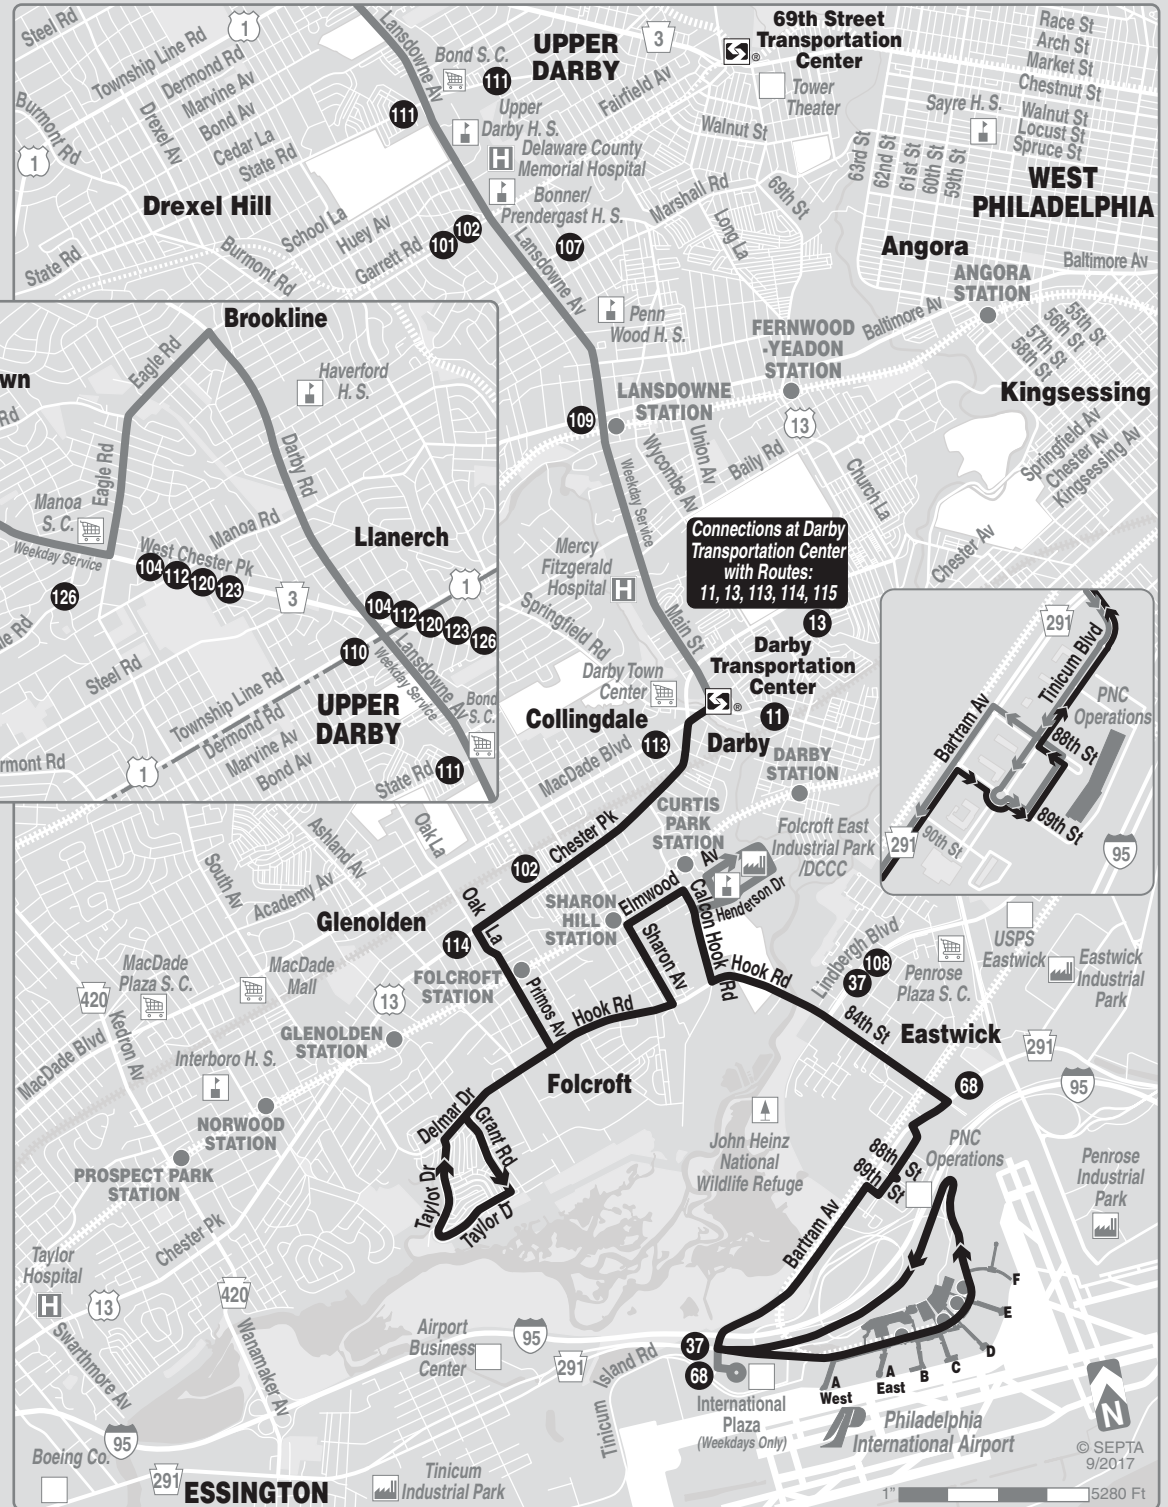 Steel Rd
1
Township Line Rd
Dermond Rd
Marvine Av
Bond Av
Cedar La
State Rd
Drexel Av
Burmont Rd
1
Lansdowne Av
Bond S. C.
111
111
UPPER
DARBY
3
69th Street
Transportation
Center
®
Tower
Theater
Fairfield Av
Walnut St
Race St
Arch St
Market St
Chestnut St
Walnut St
Locust St
Spruce St
Sayre H. S.
63rd St
62nd St
61st St
60th St
59th St
WEST
PHILADELPHIA
Upper
Darby H. S.
H
Delaware County
Memorial Hospital
Bonner/
Prendergast H. S.
Marshall Rd
69th St
Long La
Drexel Hill
School La
Huey Av
Garrett Rd
101
102
107
Lansdowne Av
State Rd
Burmont Rd
Angora
ANGORA
STATION
Baltimore Av
Baltimore Av
55th St
56th St
57th St
58th St
Penn
Wood H. S.
FERNWOOD
-YEADON
STATION
Kingsessing
LANSDOWNE
STATION
109
13
Springfield Av
Chester Av
Kingsessing Av
Wycombe Av
Union Av
Baily Rd
Church La
Weekday Service
Chester Av
Brookline
Eagle Rd
wn
Rd
Haverford
H. S.
Eagle Rd
Darby Rd
Manoa
S. C.
Manoa Rd
Llanerch
Weekday Service
West Chester Pk
104
112
120
123
126
3
1
104
112
120
123
126
110
le Rd
Steel Rd
Township Line Rd
Dermond Rd
Marvine Av
Bond Av
Lansdowne Av
Weekday Service
UPPER
DARBY
Bond
S. C.
rmont Rd
1
State Rd
111
Connections at Darby
Transportation Center
with Routes:
11, 13, 113, 114, 115
Mercy
Fitzgerald
Hospital
H
Springfield Rd
Main St
13
Darby
Transportation
Center
®
Darby Town
Center
Collingdale
11
113
Darby
MacDade Blvd
DARBY
STATION
291
Tinicum Blvd
Bartram Av
PNC
Operations
88th St
89th St
291
90th St
95
Oak La
Ashland Av
South Av
Academy Av
Chester Pk
102
CURTIS
PARK
STATION
Folcroft East
Industrial Park
/DCCC
Elmwood Av
Calcon Hook Rd
Henderson Dr
Oak La
Glenolden
114
SHARON
HILL
STATION
Sharon Av
Hook Rd
Lindbergh Blvd
108
37
Penrose
Plaza S. C.
USPS
Eastwick
Eastwick
Industrial
Park
MacDade
Plaza S. C.
MacDade
Mall
420
13
FOLCROFT
STATION
Primos Av
Hook Rd
84th St
Eastwick
291
Kedron Av
MacDade Blvd
GLENOLDEN
STATION
Interboro H. S.
Folcroft
68
95
NORWOOD
STATION
Delmar Dr
Grant Rd
Taylor Dr
Taylor D
John Heinz
National
Wildlife Refuge
88th St
89th St
PNC
Operations
Penrose
Industrial
Park
PROSPECT PARK
STATION
Bartram Av
Chester Pk
Taylor
Hospital
H
13
420
Swarthmore Av
Wanamaker Av
Airport
Business
Center
95
291
Tinicum Island Rd
37
68
International
Plaza
(Weekdays Only)
A
West
A
East
B
C
D
E
F
Philadelphia
International Airport
N
© SEPTA
9/2017
95
Boeing Co.
291
ESSINGTON
Tinicum
Industrial Park
1"
5280 Ft